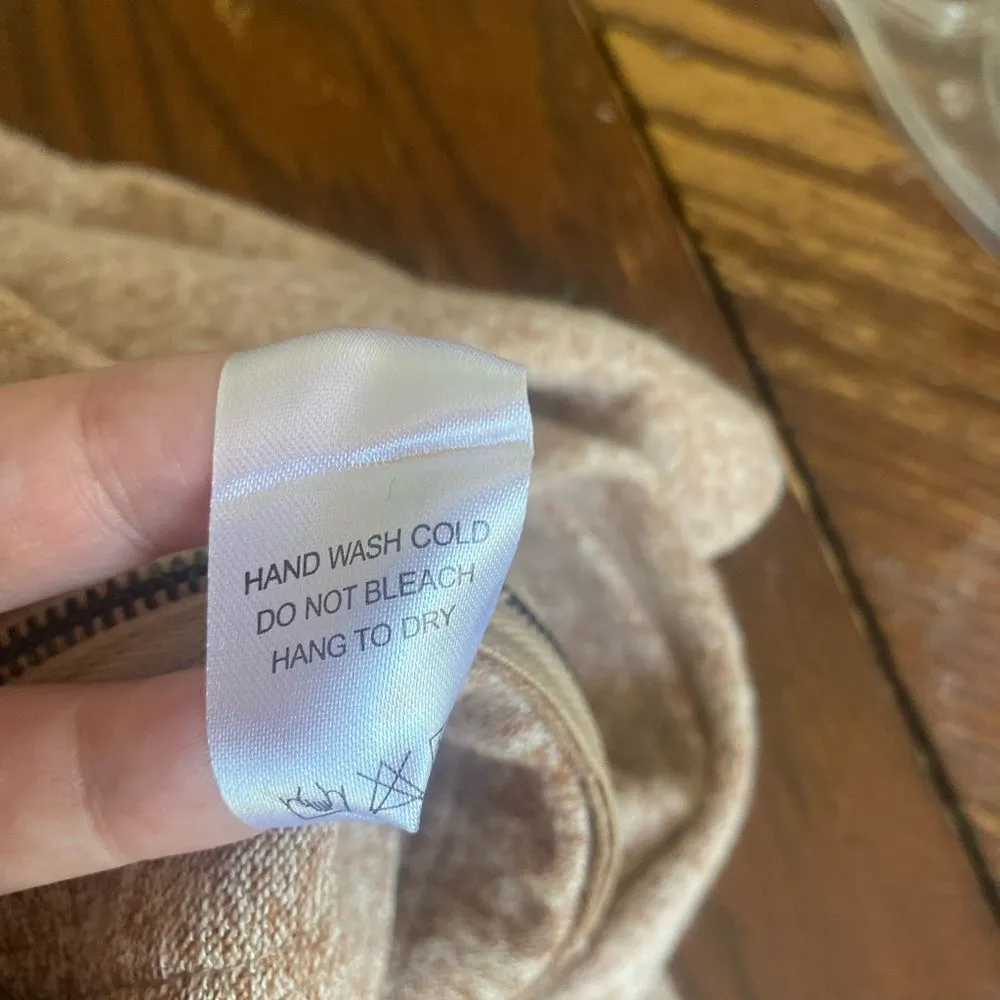 HAND WASH COLD
DO NOT BLEACH
HANG TO DRY